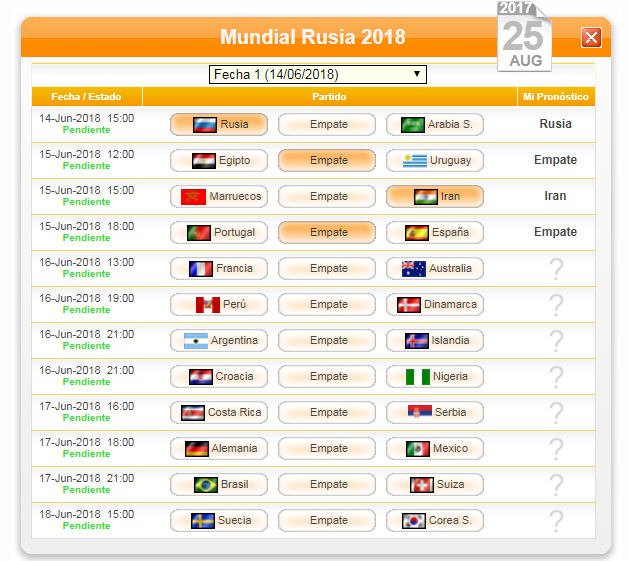 2017
25
AUG
Mundial Rusia 2018
Fecha 1 (14/06/2018)
Fecha / Estado Partido Mi Pronóstico
14-Jun-2018 15:00 Rusia Empate Arabia S. Rusia
Pendiente
15-Jun-2018 12:00 Egipto Empate Uruguay Empate
Pendiente
15-Jun-2018 15:00 Marruecos Empate Iran Iran
Pendiente
15-Jun-2018 18:00 Portugal Empate España Empate
Pendiente
16-Jun-2018 13:00 Francia Empate Australia ?
Pendiente
16-Jun-2018 19:00 Perú Empate Dinamarca ?
Pendiente
16-Jun-2018 21:00 Argentina Empate Islandia ?
Pendiente
16-Jun-2018 21:00 Croacia Empate Nigeria ?
Pendiente
17-Jun-2018 16:00 Costa Rica Empate Serbia ?
Pendiente
17-Jun-2018 18:00 Alemania Empate Mexico ?
Pendiente
17-Jun-2018 21:00 Brasil Empate Suiza ?
Pendiente
18-Jun-2018 15:00 Suecia Empate Corea S. ?
Pendiente